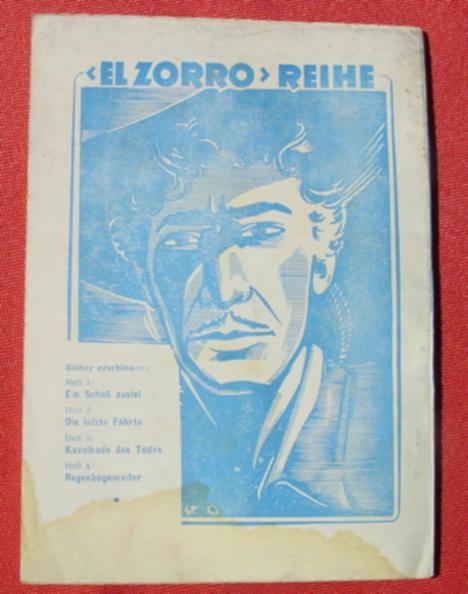 ‹EL ZORRO› REIHE
Bisher erschienen:
Heft 1:
Ein Schuß zuviel...
Heft 2:
Die letzte Fährte
Heft 3:
Kavalkade des Todes
Heft 4:
Regenbogenreiter